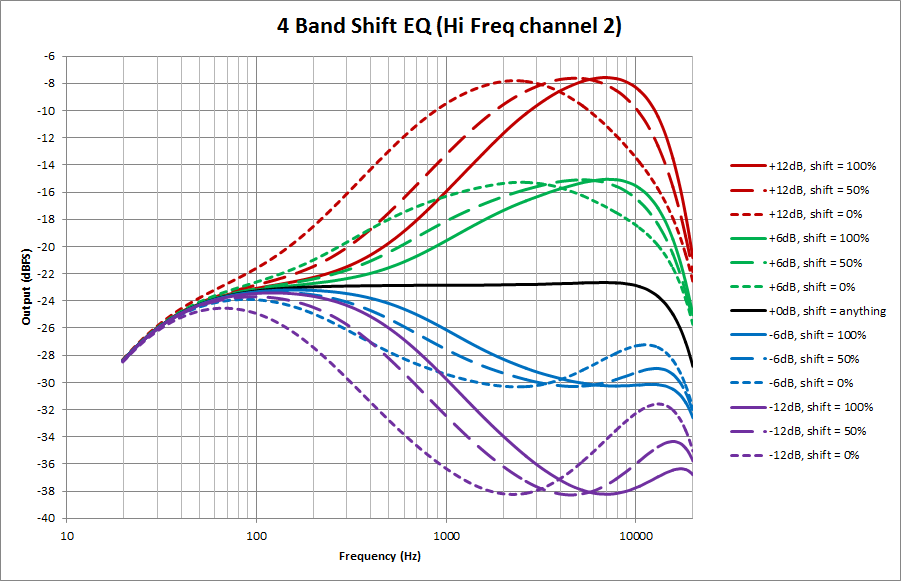 4 Band Shift EQ (Hi Freq channel 2)
Output (dBFS)
-6
-8
-10
-12
-14
-16
-18
-20
-22
-24
-26
-28
-30
-32
-34
-36
-38
-40
10
100
1000
10000
Frequency (Hz)
+12dB, shift = 100%
+12dB, shift = 50%
+12dB, shift = 0%
+6dB, shift = 100%
+6dB, shift = 50%
+6dB, shift = 0%
+0dB, shift = anything
-6dB, shift = 100%
-6dB, shift = 50%
-6dB, shift = 0%
-12dB, shift = 100%
-12dB, shift = 50%
-12dB, shift = 0%